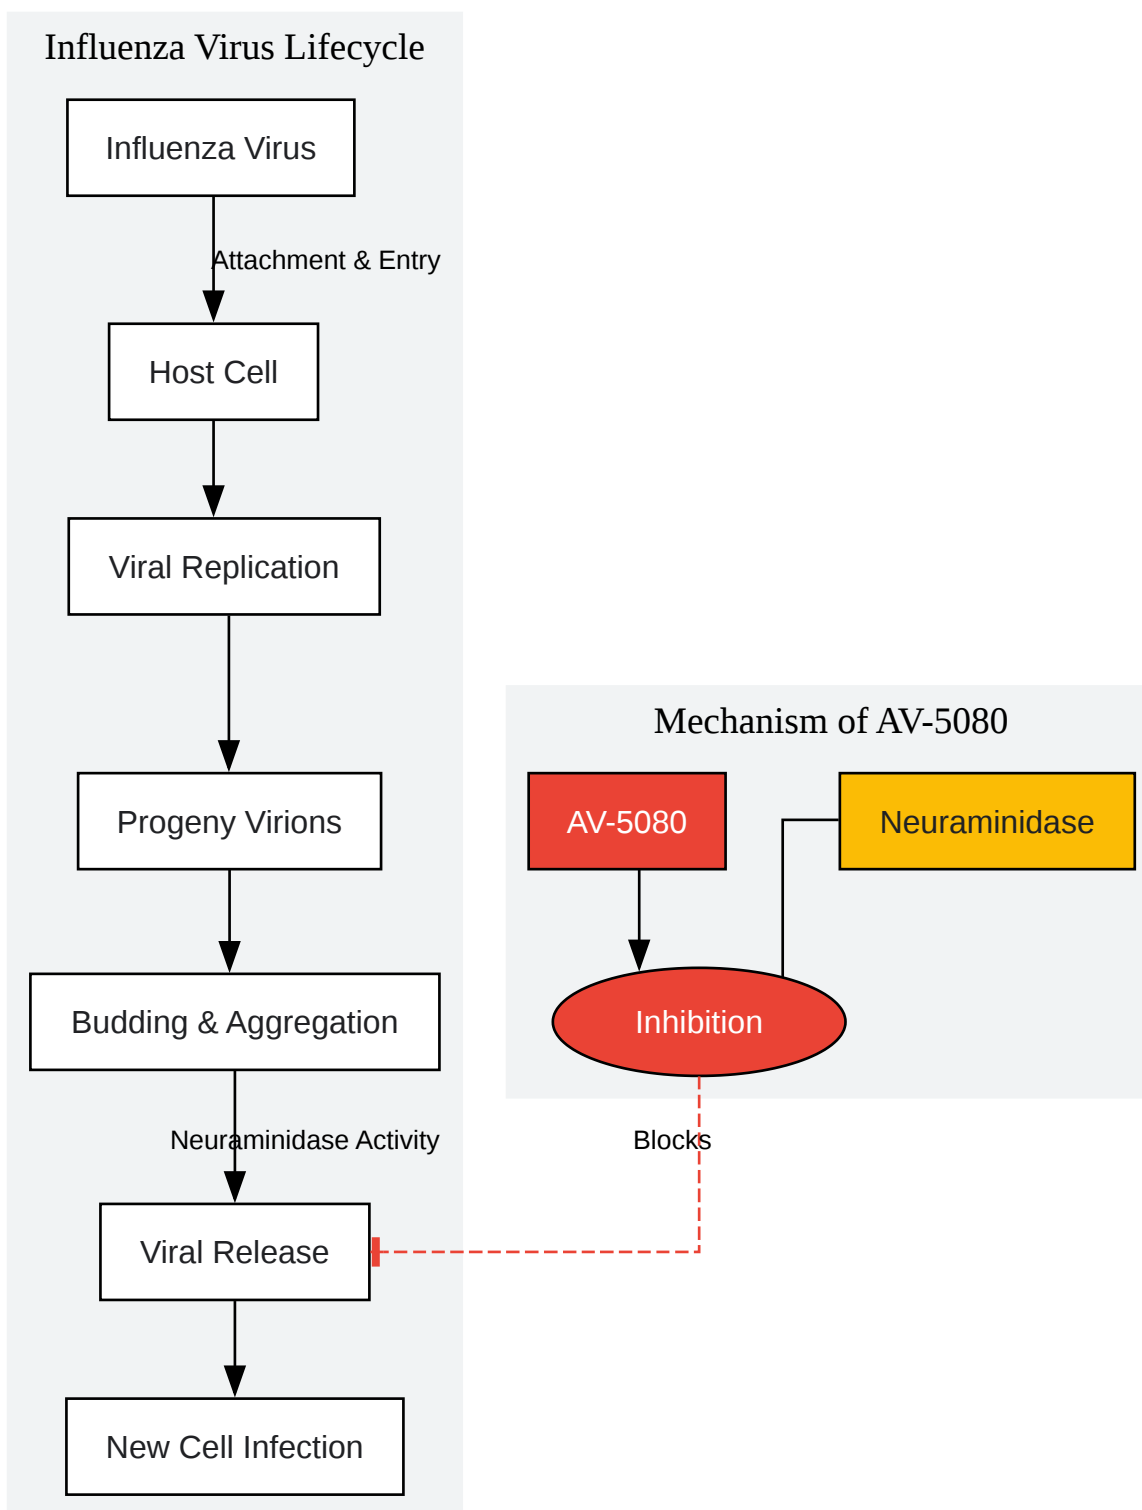 Influenza Virus Lifecycle
Influenza Virus
Attachment & Entry
Host Cell
Viral Replication
Progeny Virions
Budding & Aggregation
Neuraminidase Activity
Viral Release
New Cell Infection
Mechanism of AV-5080
AV-5080
Neuraminidase
Inhibition
Blocks